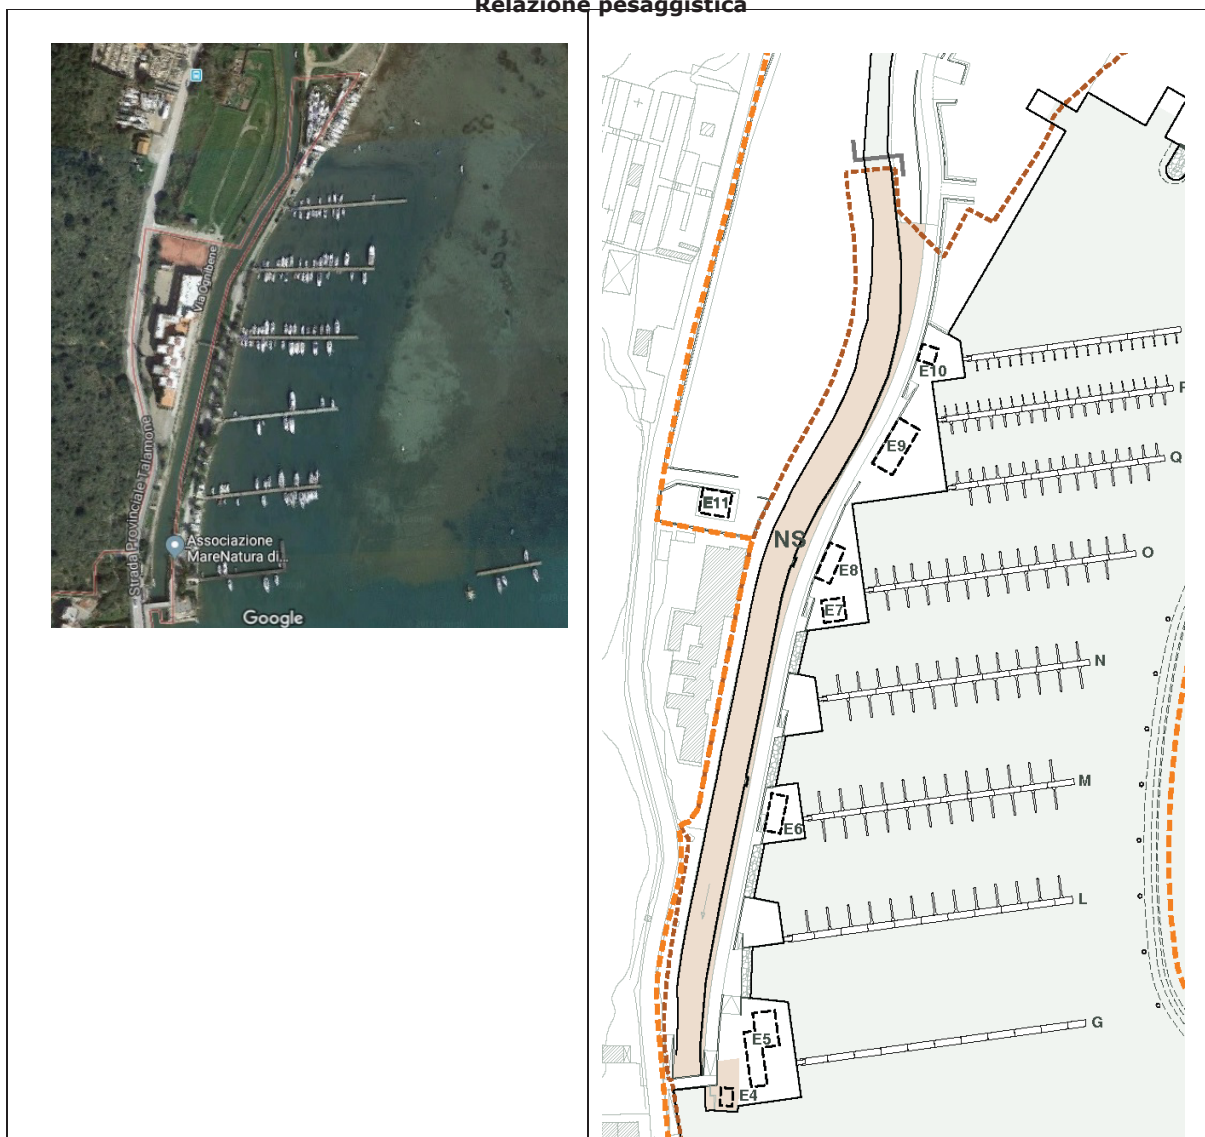 Relazione pesaggistica
Via Ognibene
Strada Provinciale Talamone
Associazione
MareNatura di...
Google
E10
E9
E11
NS
E8
E7
E6
E5
E4
Q
O
N
M
L
G